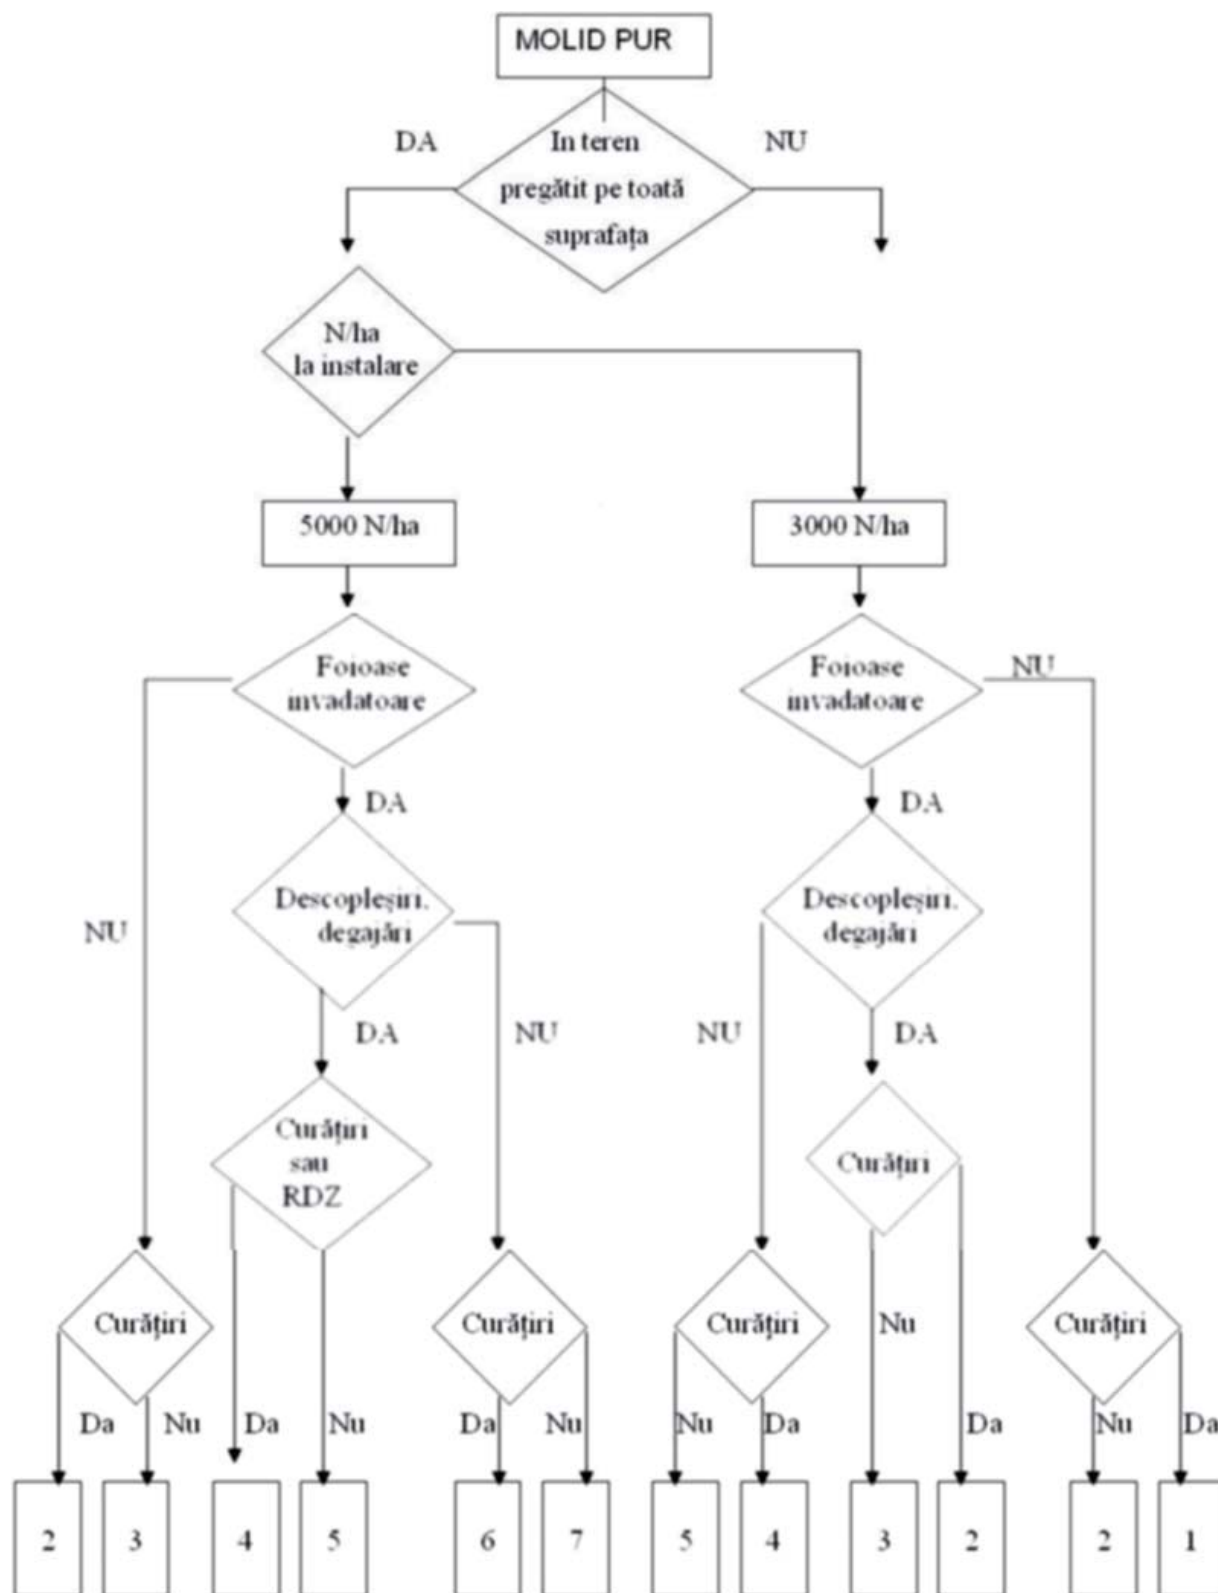 MOLID PUR
DA
In teren
NU
pregătit pe toată
suprafața
N/ha
la instalare
5000 N/ha
3000 N/ha
Foioase
invadatoare
Foioase
invadatoare
NU
DA
DA
Descopleșiri.
degajări
Descopleșiri.
degajări
NU
DA
NU
NU
DA
Curățiri
sau
RDZ
Curățiri
Curățiri
Curățiri
Curățiri
Nu
Curățiri
Da
Nu
Da
Nu
Da
Nu
Nu
Da
Da
Nu
Da
2
3
4
5
6
7
5
4
3
2
2
1